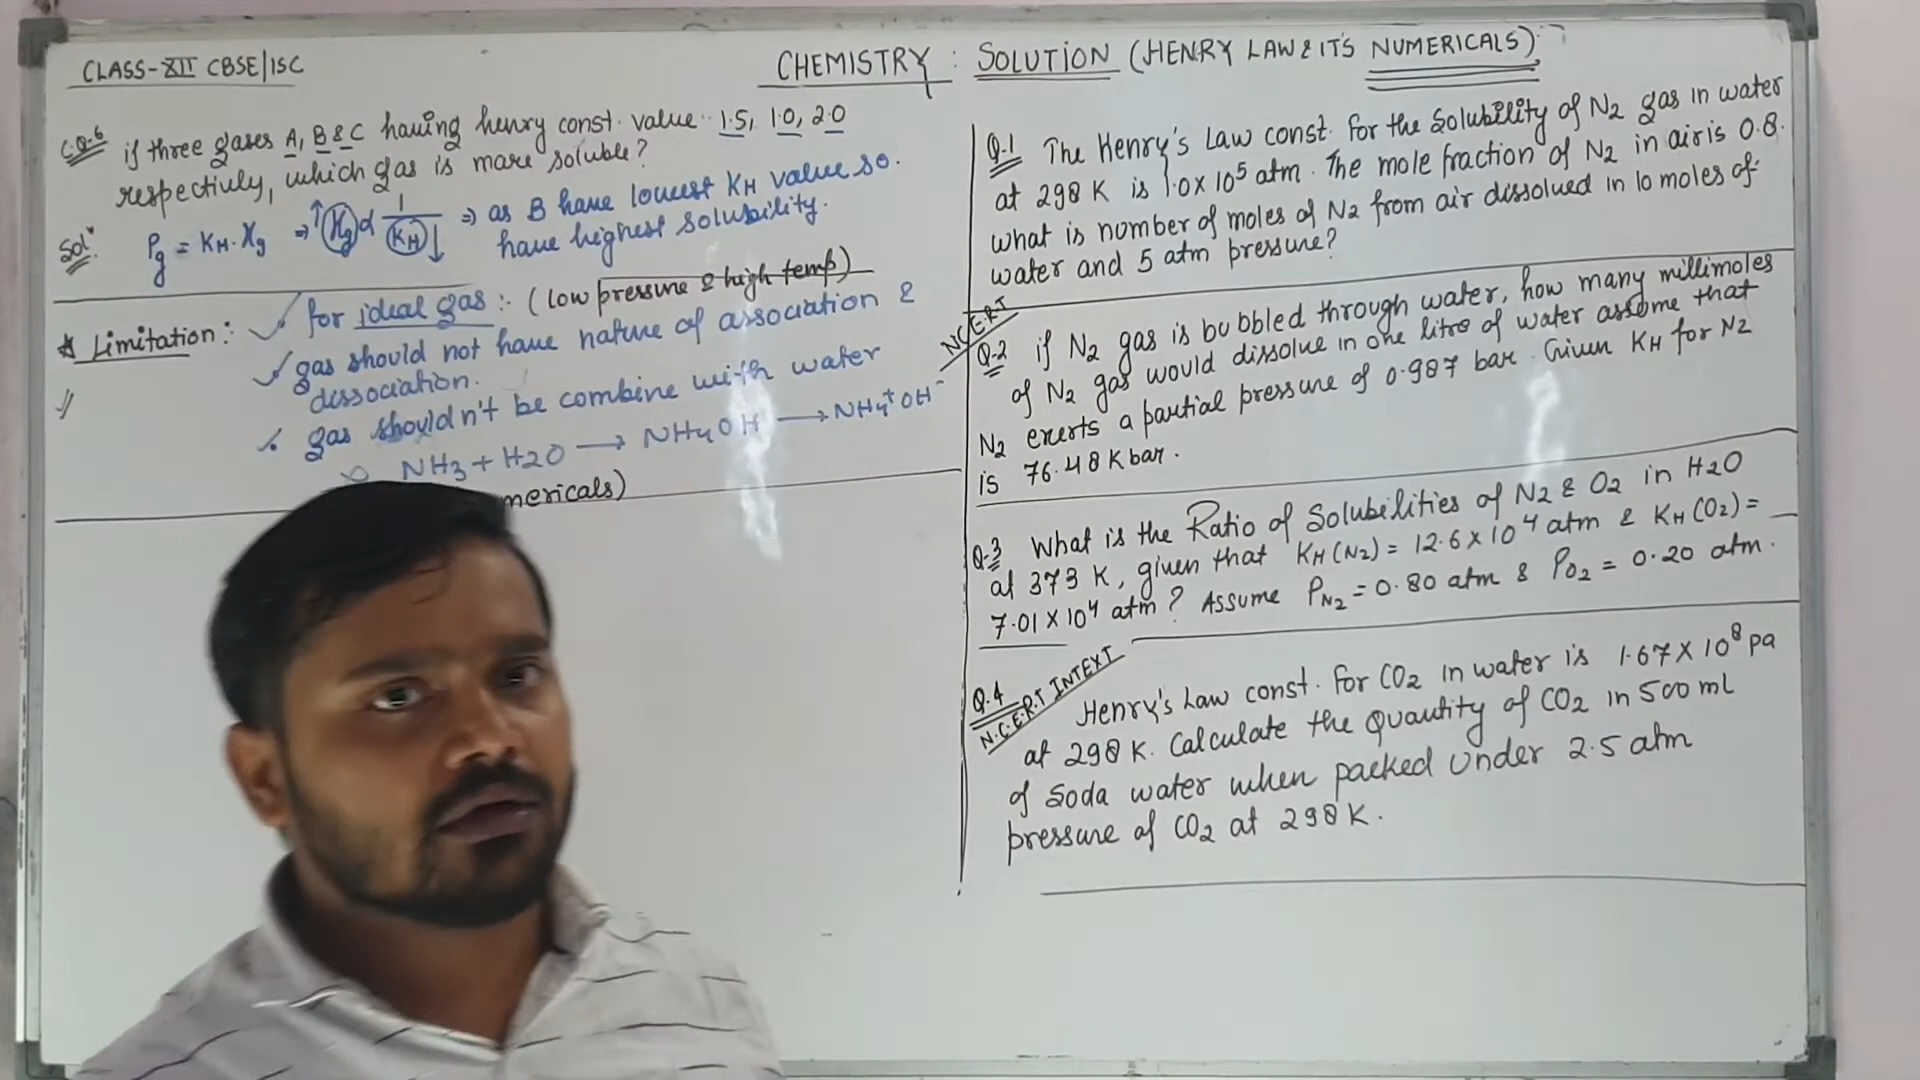 CLASS-XII CBSE/ISC
CHEMISTRY : SOLUTION (HENRY LAW & IT'S NUMERICALS)
C.Q.6 if three gases A, B & C having henry const. value 1.5, 1.0, 2.0
respectivly, which gas is more soluble?
Solⁿ. Pg = KH. Xg ⇒ ↑Xg ∝ 1/KH↓ ⇒ as B have lowest KH value so.
have highest solubility.
* Limitation :- for ideal gas :- (low pressure & high temp)
gas should not have nature of association &
dissociation.
gas shouldn't be combine with water
NH3 + H2O → NH4OH → NH4+ OH-
mericals)
Q.1 The Henry's Law const. for the solubility of N2 gas in water
at 298 K is 1.0 x 10^5 atm. The mole fraction of N2 in air is 0.8.
what is number of moles of N2 from air dissolved in 10 moles of
water and 5 atm pressure?
N.C.E.R.T
Q.2 if N2 gas is bubbled through water, how many millimoles
of N2 gas would dissolve in one litre of water assume that
N2 exerts a partial pressure of 0.987 bar. Given KH for N2
is 76.48 K bar.
Q.3 What is the Ratio of Solubilities of N2 & O2 in H2O
at 373 K, given that KH (N2) = 12.6 x 10^4 atm & KH (O2) =
7.01 x 10^4 atm? Assume PN2 = 0.80 atm & PO2 = 0.20 atm.
Q.4
N.C.E.R.T INTEXT
Henry's Law const. for CO2 in water is 1.67 x 10^8 pa
at 298 K. Calculate the Quantity of CO2 in 500 mL
of Soda water when packed under 2.5 atm
pressure of CO2 at 298 K.